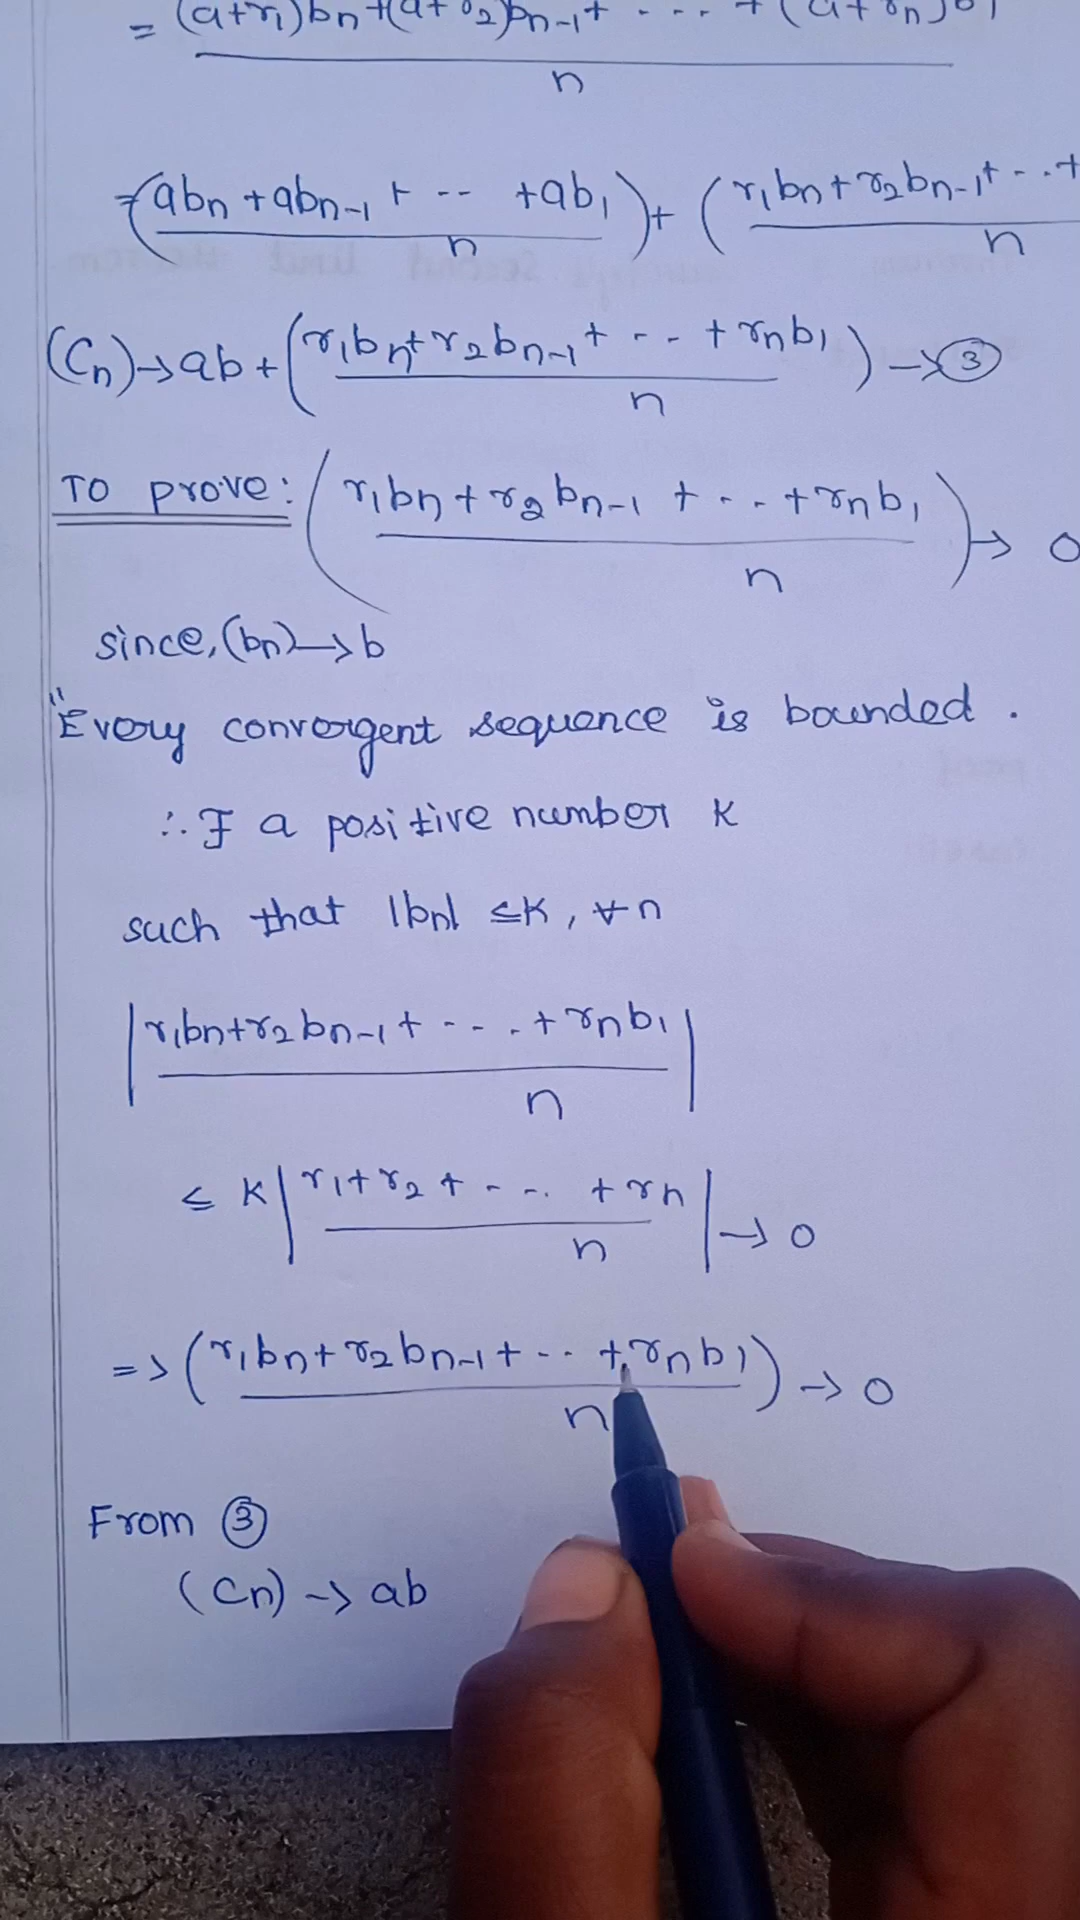 = (a+r1)bn+(a+r2)bn-1+ - - - + (a+rn)b1
n
=(abn+abn-1 + -- +ab1)+ (r1bn+r2bn-1+-..+
n n
(Cn)→ab+(r1bn+r2bn-1+ - - - +rnb1) →③
n
To prove: (r1bn+r2bn-1 + - .. +rnb1)→ 0
n
since,(bn)→b
"Every convergent sequence is bounded.
∴ ∃ a positive number K
such that |bn| ≤K, ∀n
|r1bn+r2bn-1+ - - . +rnb1|
n
≤ K|r1+r2+ - -. +rn|→0
n
=> (r1bn+r2bn-1+ -- +rnb1)→0
n
From ③
(Cn)→ab